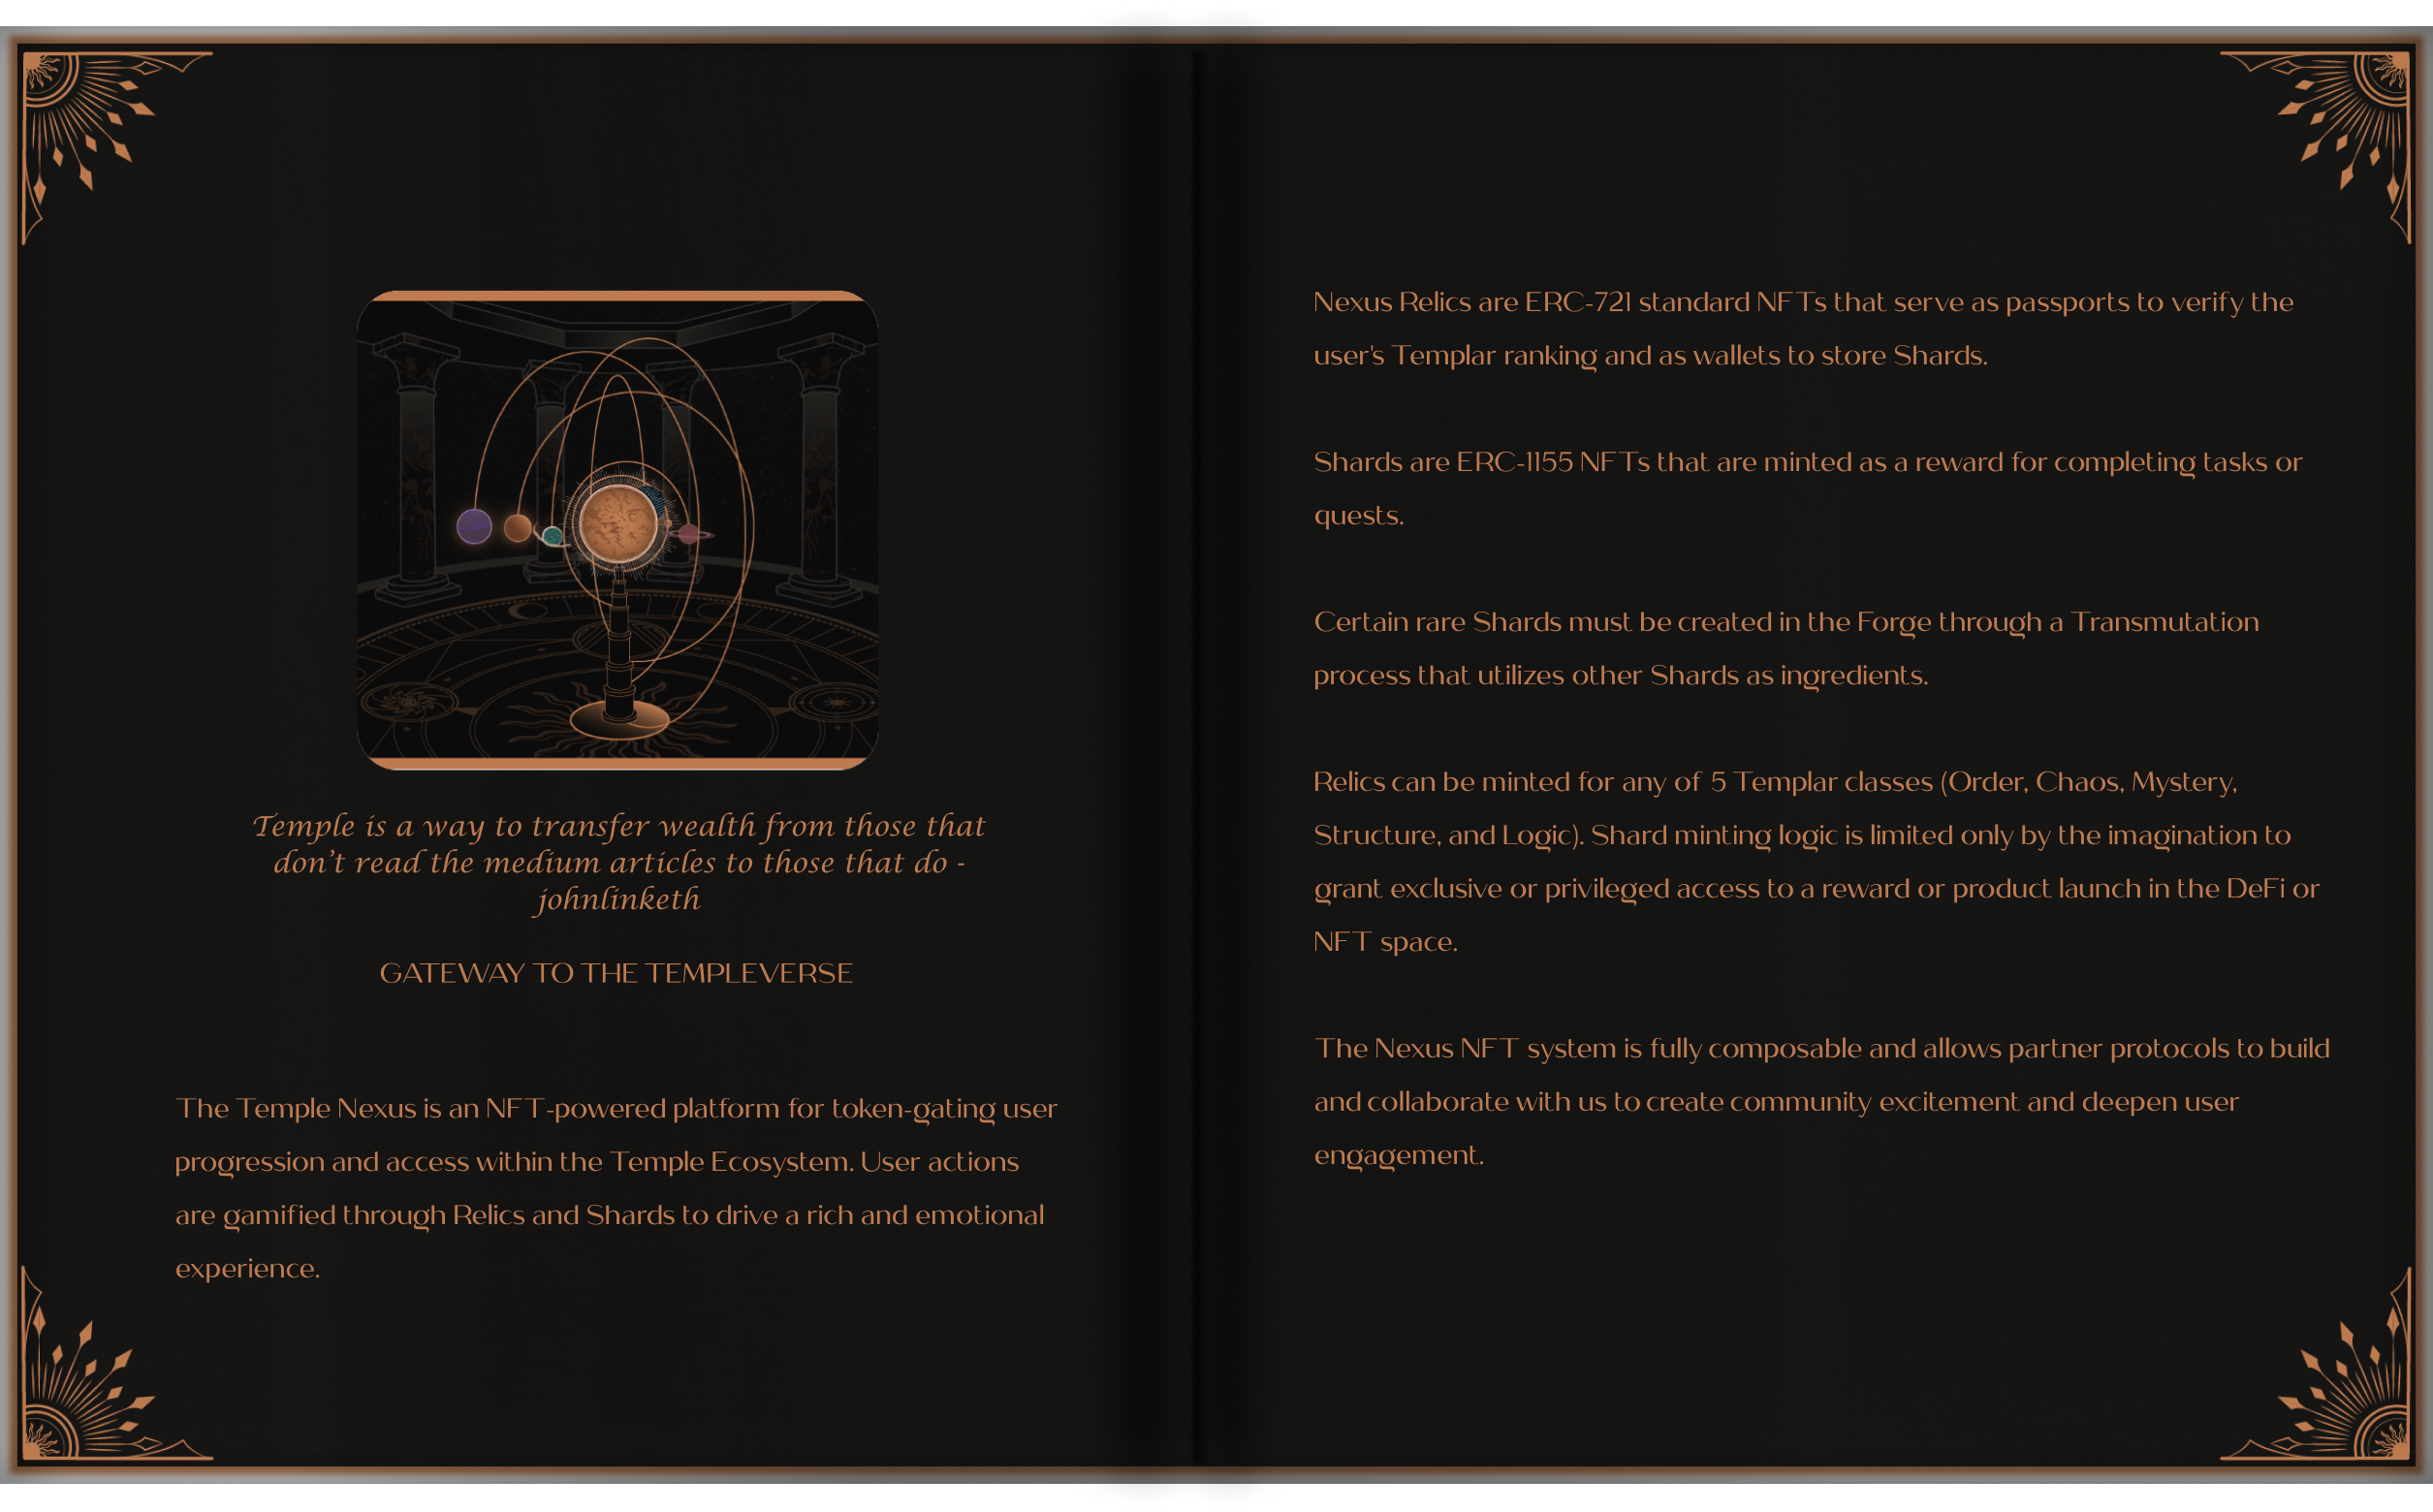 Temple is a way to transfer wealth from those that
don't read the medium articles to those that do -
johnlinketh
GATEWAY TO THE TEMPLEVERSE
The Temple Nexus is an NFT-powered platform for token-gating user
progression and access within the Temple Ecosystem. User actions
are gamified through Relics and Shards to drive a rich and emotional
experience.
Nexus Relics are ERC-721 standard NFTs that serve as passports to verify the
user's Templar ranking and as wallets to store Shards.
Shards are ERC-1155 NFTs that are minted as a reward for completing tasks or
quests.
Certain rare Shards must be created in the Forge through a Transmutation
process that utilizes other Shards as ingredients.
Relics can be minted for any of 5 Templar classes (Order, Chaos, Mystery,
Structure, and Logic). Shard minting logic is limited only by the imagination to
grant exclusive or privileged access to a reward or product launch in the DeFi or
NFT space.
The Nexus NFT system is fully composable and allows partner protocols to build
and collaborate with us to create community excitement and deepen user
engagement.